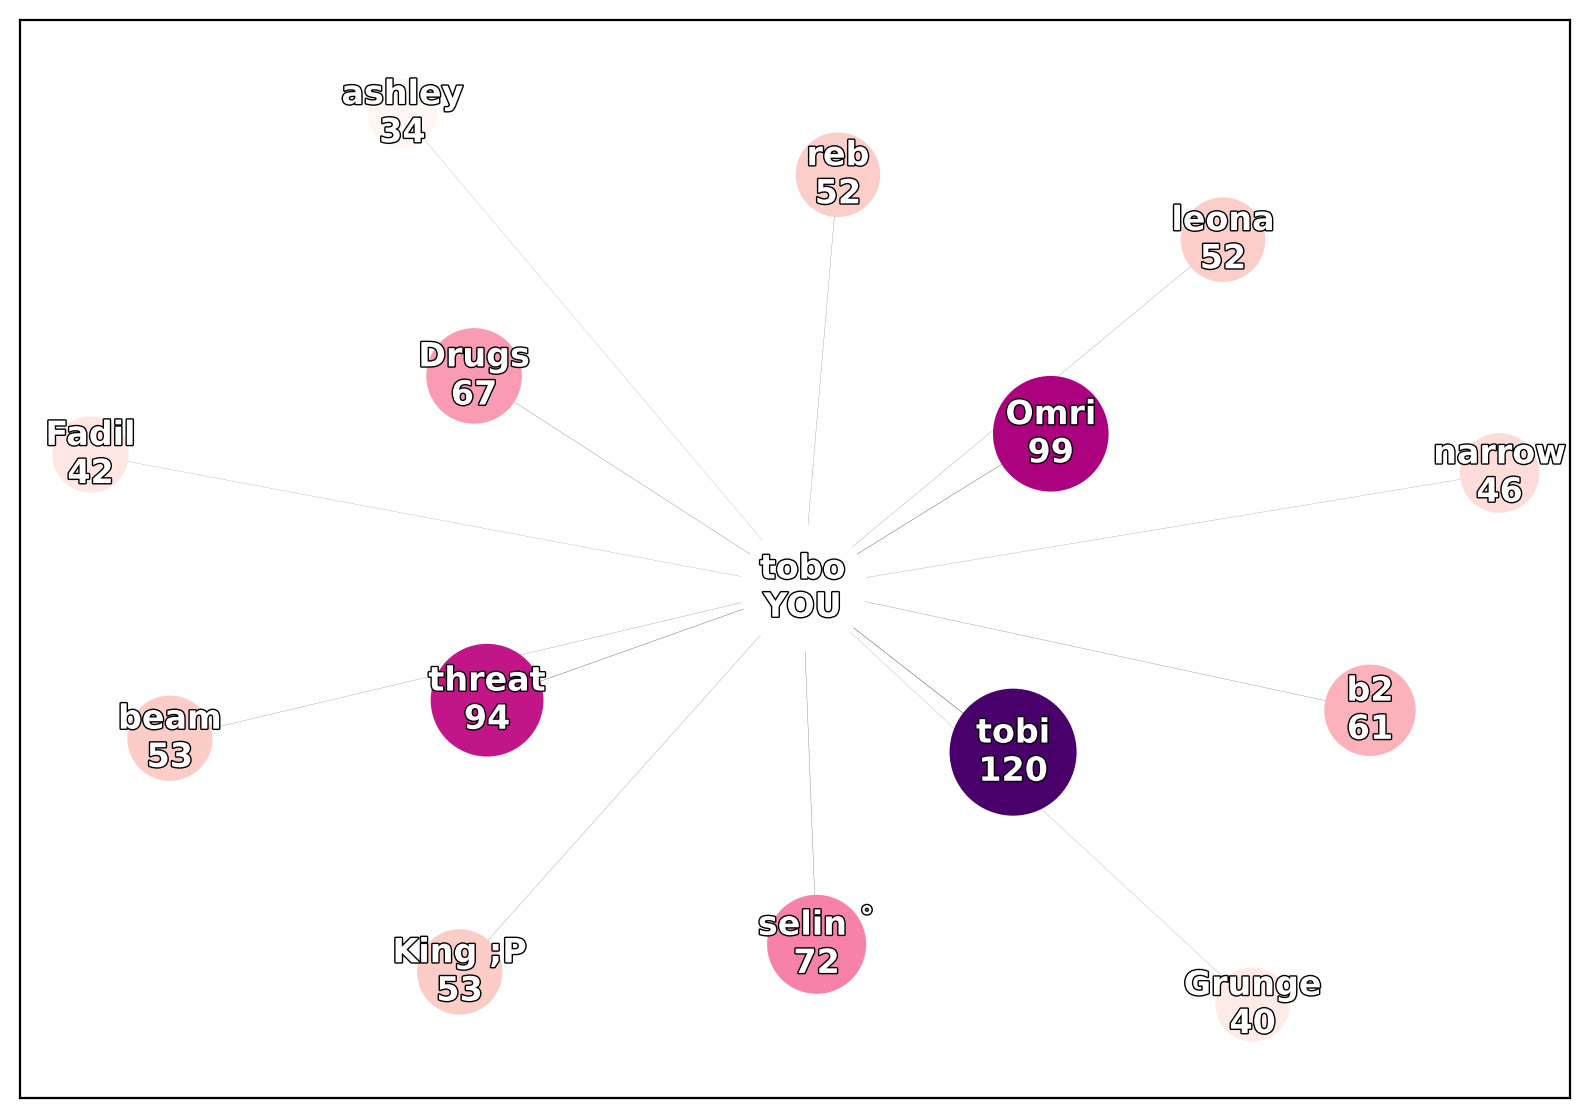 ashley
34
reb
52
leona
52
Drugs
67
Omri
99
Fadil
42
narrow
46
tobo
YOU
threat
94
b2
61
beam
53
tobi
120
selin °
72
King ;P
53
Grunge
40